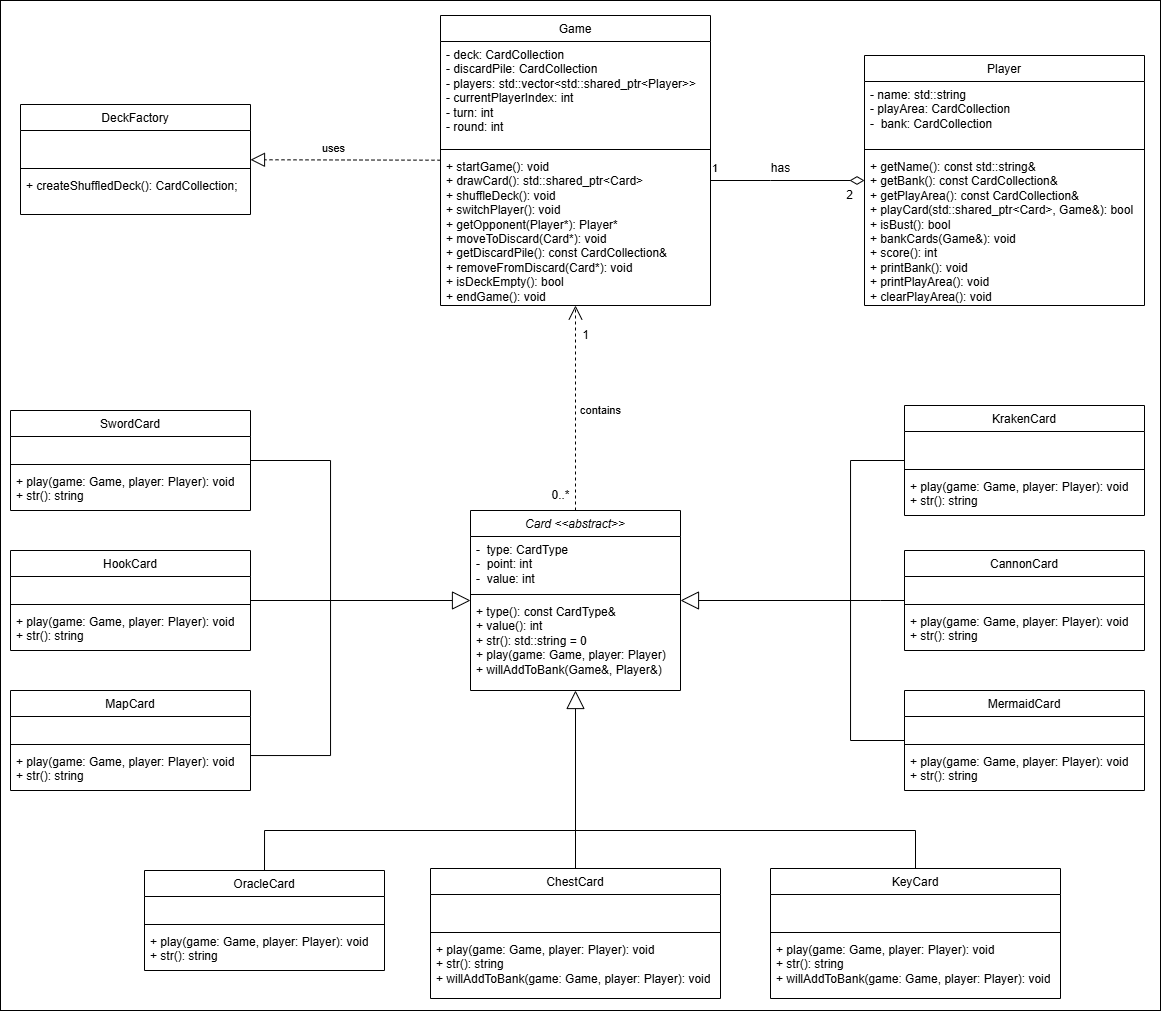 Game
- deck: CardCollection
- discardPile: CardCollection
- players: std::vector<std::shared_ptr<Player>>
- currentPlayerIndex: int
- turn: int
- round: int
+ startGame(): void
+ drawCard(): std::shared_ptr<Card>
+ shuffleDeck(): void
+ switchPlayer(): void
+ getOpponent(Player*): Player*
+ moveToDiscard(Card*): void
+ getDiscardPile(): const CardCollection&
+ removeFromDiscard(Card*): void
+ isDeckEmpty(): bool
+ endGame(): void
Player
- name: std::string
- playArea: CardCollection
- bank: CardCollection
+ getName(): const std::string&
+ getBank(): const CardCollection&
+ getPlayArea(): const CardCollection&
+ playCard(std::shared_ptr<Card>, Game&): bool
+ isBust(): bool
+ bankCards(Game&): void
+ score(): int
+ printBank(): void
+ printPlayArea(): void
+ clearPlayArea(): void
DeckFactory
+ createShuffledDeck(): CardCollection;
uses
1
has
2
1
contains
0..*
SwordCard
+ play(game: Game, player: Player): void
+ str(): string
KrakenCard
+ play(game: Game, player: Player): void
+ str(): string
Card <<abstract>>
- type: CardType
- point: int
- value: int
+ type(): const CardType&
+ value(): int
+ str(): std::string = 0
+ play(game: Game, player: Player)
+ willAddToBank(Game&, Player&)
HookCard
+ play(game: Game, player: Player): void
+ str(): string
CannonCard
+ play(game: Game, player: Player): void
+ str(): string
MapCard
+ play(game: Game, player: Player): void
+ str(): string
MermaidCard
+ play(game: Game, player: Player): void
+ str(): string
OracleCard
+ play(game: Game, player: Player): void
+ str(): string
ChestCard
+ play(game: Game, player: Player): void
+ str(): string
+ willAddToBank(game: Game, player: Player): void
KeyCard
+ play(game: Game, player: Player): void
+ str(): string
+ willAddToBank(game: Game, player: Player): void